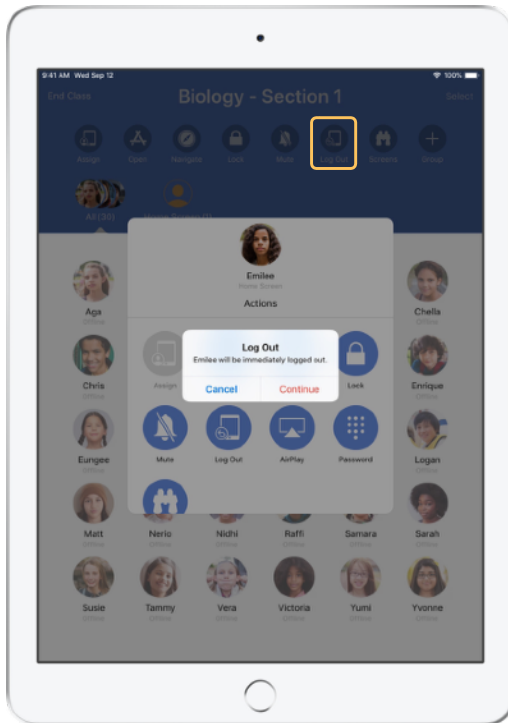 9:41 AM Wed Sep 12
100%
End Class
Biology - Section 1
Select
Assign Open Navigate Lock Mute Log Out Screens Group
All (30) Home Screen (1)
Emilee
Home Screen
Actions
Aga
Offline
Chella
Offline
Log Out
Emilee will be immediately logged out.
Cancel Continue
Chris
Offline
Assign
Lock
Enrique
Offline
Eungee
Offline
Mute Log Out AirPlay Password
Logan
Offline
Matt Nerio Nidhi Raffi Samara Sarah
Offline Offline Offline Offline Offline Offline
Susie Tammy Vera Victoria Yumi Yvonne
Offline Offline Offline Offline Offline Offline